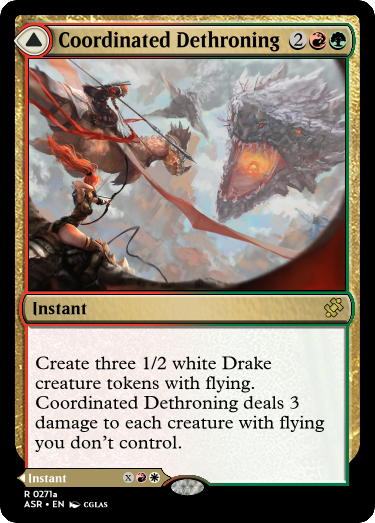 Coordinated Dethroning 2
Instant
Create three 1/2 white Drake
creature tokens with flying.
Coordinated Dethroning deals 3
damage to each creature with flying
you don't control.
Instant X
R 0271a
ASR • EN CGLAS